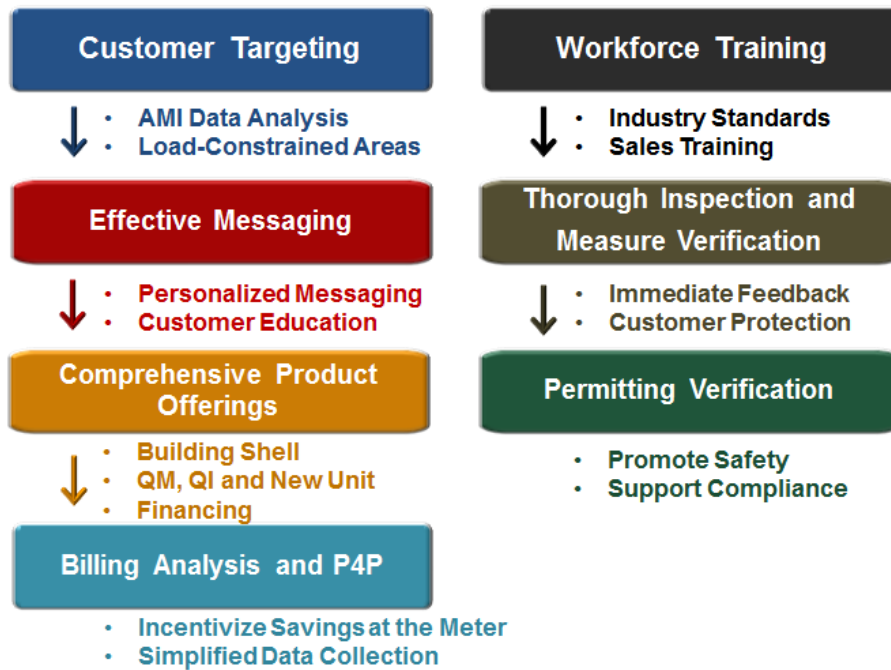 Customer Targeting
• AMI Data Analysis
• Load-Constrained Areas
Effective Messaging
• Personalized Messaging
• Customer Education
Comprehensive Product
Offerings
• Building Shell
• QM, QI and New Unit
• Financing
Billing Analysis and P4P
• Incentivize Savings at the Meter
• Simplified Data Collection
Workforce Training
• Industry Standards
• Sales Training
Thorough Inspection and
Measure Verification
• Immediate Feedback
• Customer Protection
Permitting Verification
• Promote Safety
• Support Compliance